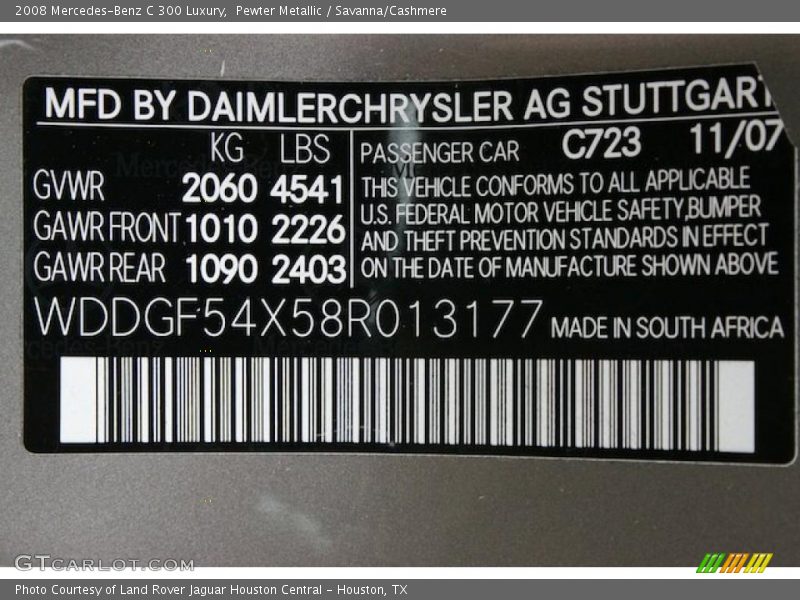 2008 Mercedes-Benz C 300 Luxury, Pewter Metallic / Savanna/Cashmere
MFD BY DAIMLERCHRYSLER AG STUTTGART
KG LBS
GVWR 2060 4541
GAWR FRONT 1010 2226
GAWR REAR 1090 2403
PASSENGER CAR C723 11/07
THIS VEHICLE CONFORMS TO ALL APPLICABLE
U.S. FEDERAL MOTOR VEHICLE SAFETY,BUMPER
AND THEFT PREVENTION STANDARDS IN EFFECT
ON THE DATE OF MANUFACTURE SHOWN ABOVE
WDDGF54X58R013177 MADE IN SOUTH AFRICA
GTCARLOT.COM
Photo Courtesy of Land Rover Jaguar Houston Central - Houston, TX